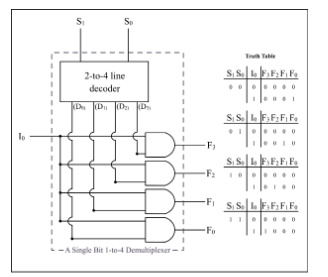 S₁ S₀
2-to-4 line
decoder
(D₀) (D₁) (D₂) (D₃)
I₀
F₃
F₂
F₁
F₀
A Single Bit 1-to-4 Demultiplexer
Truth Table
S₁ S₀ I₀ F₃ F₂ F₁ F₀
0 0 0 0 0 0 0
1 0 0 0 1
S₁ S₀ I₀ F₃ F₂ F₁ F₀
0 1 0 0 0 0 0
1 0 0 1 0
S₁ S₀ I₀ F₃ F₂ F₁ F₀
1 0 0 0 0 0 0
1 0 1 0 0
S₁ S₀ I₀ F₃ F₂ F₁ F₀
1 1 0 0 0 0 0
1 1 0 0 0